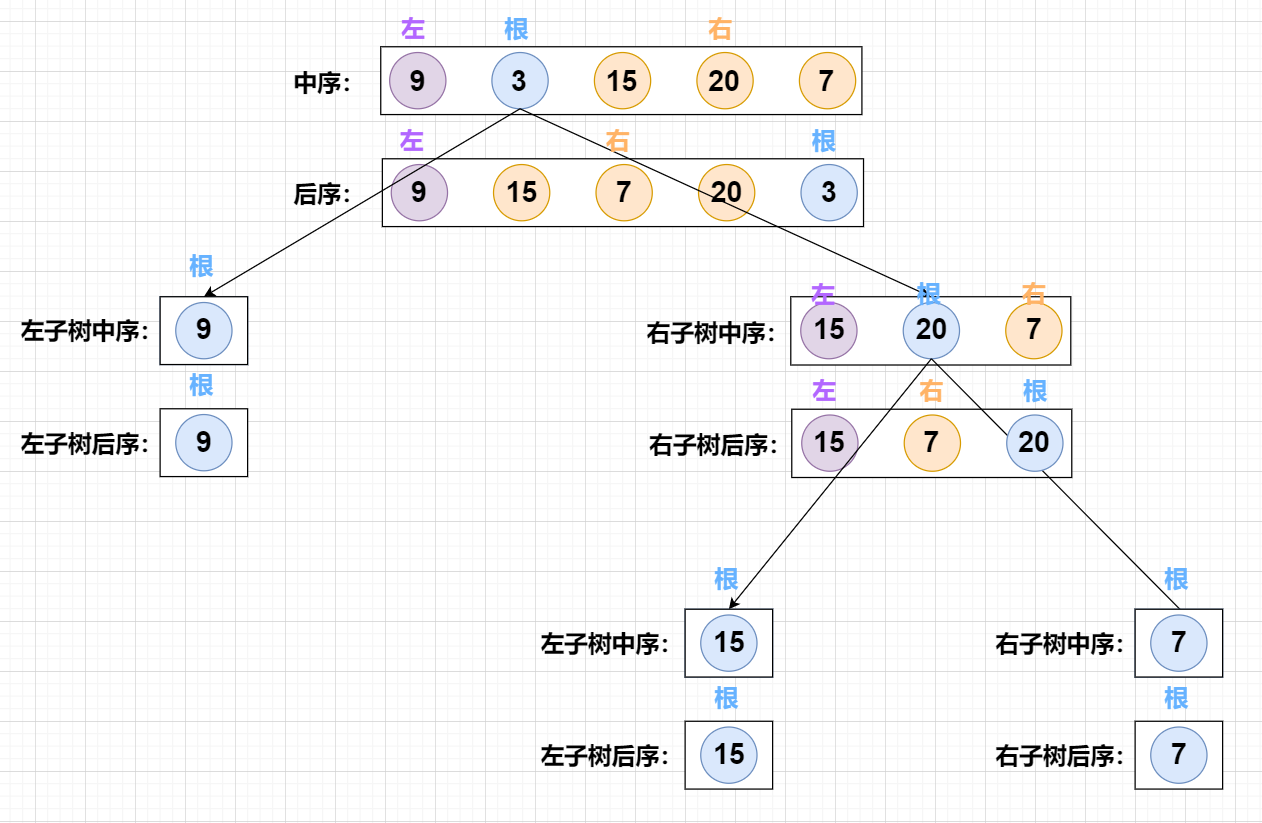 左 根 右
中序： 9 3 15 20 7
左 右 根
后序： 9 15 7 20 3
根
左 根 右
左子树中序： 9
右子树中序： 15 20 7
根
左 右 根
左子树后序： 9
右子树后序： 15 7 20
根 根
左子树中序： 15 右子树中序： 7
根 根
左子树后序： 15 右子树后序： 7